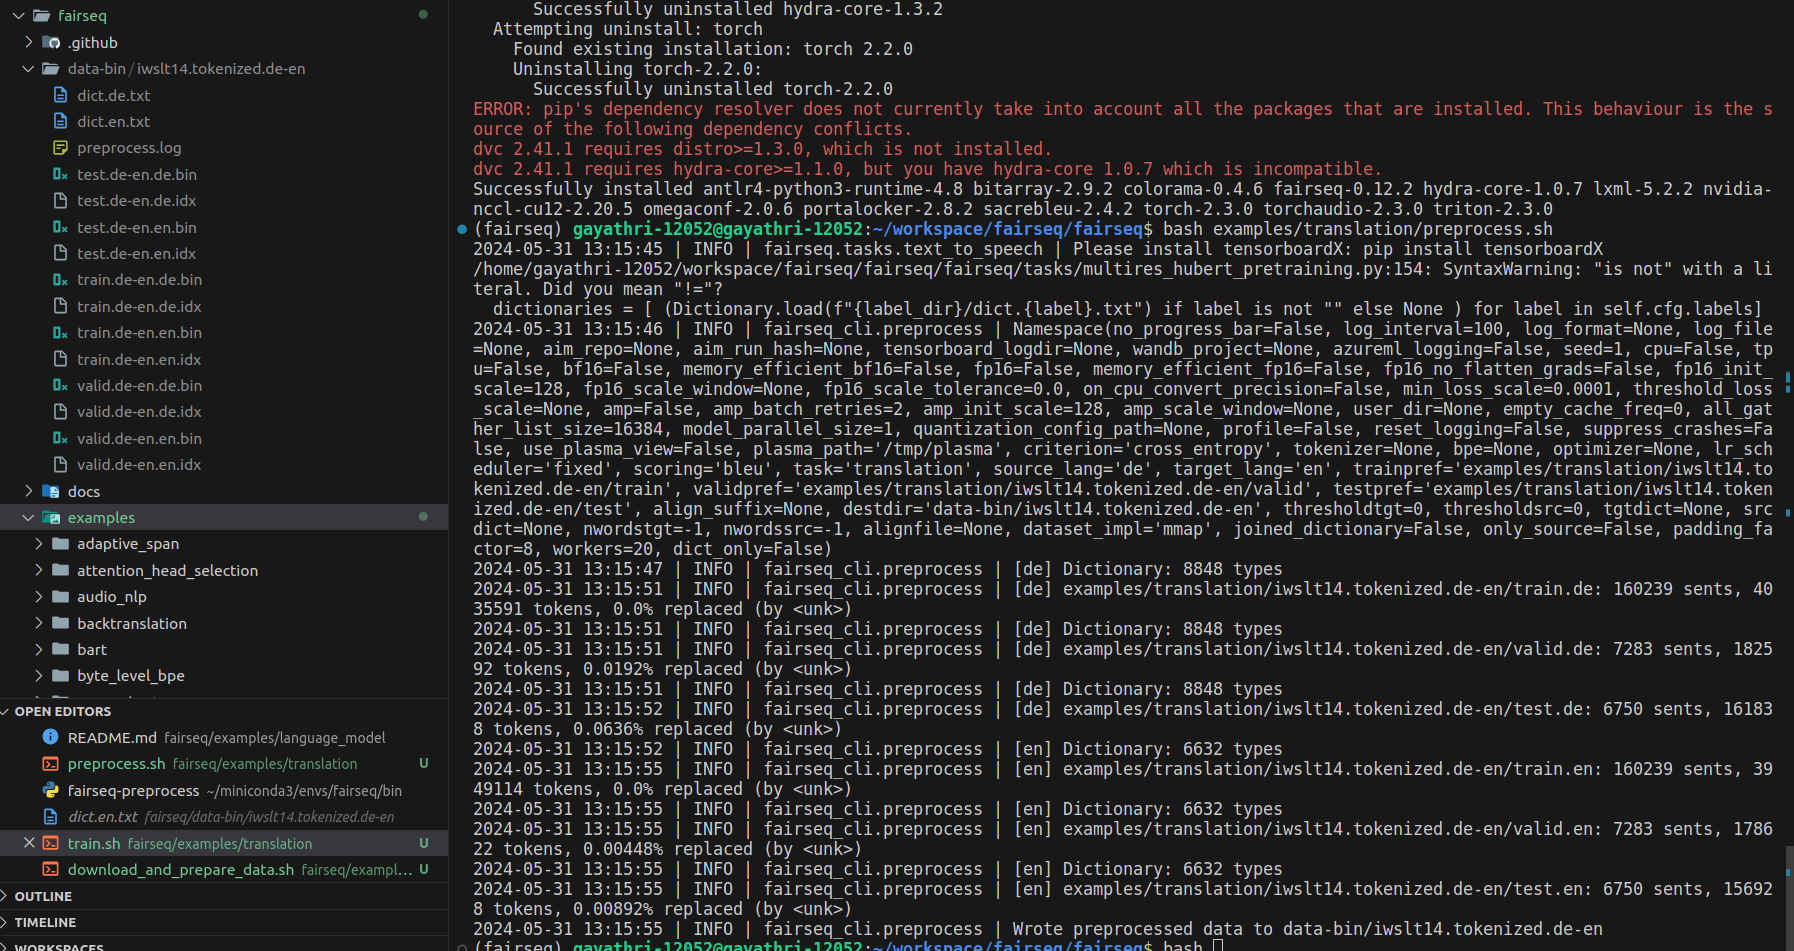 fairseq
.github
data-bin / iwslt14.tokenized.de-en
dict.de.txt
dict.en.txt
preprocess.log
test.de-en.de.bin
test.de-en.de.idx
test.de-en.en.bin
test.de-en.en.idx
train.de-en.de.bin
train.de-en.de.idx
train.de-en.en.bin
train.de-en.en.idx
valid.de-en.de.bin
valid.de-en.de.idx
valid.de-en.en.bin
valid.de-en.en.idx
docs
examples
adaptive_span
attention_head_selection
audio_nlp
backtranslation
bart
byte_level_bpe
OPEN EDITORS
README.md fairseq/examples/language_model
preprocess.sh fairseq/examples/translation U
fairseq-preprocess ~/miniconda3/envs/fairseq/bin
dict.en.txt fairseq/data-bin/iwslt14.tokenized.de-en
train.sh fairseq/examples/translation U
download_and_prepare_data.sh fairseq/exampl... U
OUTLINE
TIMELINE
WORKSPACES
Successfully uninstalled hydra-core-1.3.2
Attempting uninstall: torch
Found existing installation: torch 2.2.0
Uninstalling torch-2.2.0:
Successfully uninstalled torch-2.2.0
ERROR: pip's dependency resolver does not currently take into account all the packages that are installed. This behaviour is the s
ource of the following dependency conflicts.
dvc 2.41.1 requires distro>=1.3.0, which is not installed.
dvc 2.41.1 requires hydra-core>=1.1.0, but you have hydra-core 1.0.7 which is incompatible.
Successfully installed antlr4-python3-runtime-4.8 bitarray-2.9.2 colorama-0.4.6 fairseq-0.12.2 hydra-core-1.0.7 lxml-5.2.2 nvidia-
nccl-cu12-2.20.5 omegaconf-2.0.6 portalocker-2.8.2 sacrebleu-2.4.2 torch-2.3.0 torchaudio-2.3.0 triton-2.3.0
(fairseq) gayathri-12052@gayathri-12052:~/workspace/fairseq/fairseq$ bash examples/translation/preprocess.sh
2024-05-31 13:15:45 | INFO | fairseq.tasks.text_to_speech | Please install tensorboardX: pip install tensorboardX
/home/gayathri-12052/workspace/fairseq/fairseq/fairseq/tasks/multires_hubert_pretraining.py:154: SyntaxWarning: "is not" with a li
teral. Did you mean "!="?
dictionaries = [ (Dictionary.load(f"{label_dir}/dict.{label}.txt") if label is not "" else None ) for label in self.cfg.labels]
2024-05-31 13:15:46 | INFO | fairseq_cli.preprocess | Namespace(no_progress_bar=False, log_interval=100, log_format=None, log_file
=None, aim_repo=None, aim_run_hash=None, tensorboard_logdir=None, wandb_project=None, azureml_logging=False, seed=1, cpu=False, tp
u=False, bf16=False, memory_efficient_bf16=False, fp16=False, memory_efficient_fp16=False, fp16_no_flatten_grads=False, fp16_init_
scale=128, fp16_scale_window=None, fp16_scale_tolerance=0.0, on_cpu_convert_precision=False, min_loss_scale=0.0001, threshold_loss
_scale=None, amp=False, amp_batch_retries=2, amp_init_scale=128, amp_scale_window=None, user_dir=None, empty_cache_freq=0, all_gat
her_list_size=16384, model_parallel_size=1, quantization_config_path=None, profile=False, reset_logging=False, suppress_crashes=Fa
lse, use_plasma_view=False, plasma_path='/tmp/plasma', criterion='cross_entropy', tokenizer=None, bpe=None, optimizer=None, lr_sch
eduler='fixed', scoring='bleu', task='translation', source_lang='de', target_lang='en', trainpref='examples/translation/iwslt14.to
kenized.de-en/train', validpref='examples/translation/iwslt14.tokenized.de-en/valid', testpref='examples/translation/iwslt14.token
ized.de-en/test', align_suffix=None, destdir='data-bin/iwslt14.tokenized.de-en', thresholdtgt=0, thresholdsrc=0, tgtdict=None, src
dict=None, nwordstgt=-1, nwordssrc=-1, alignfile=None, dataset_impl='mmap', joined_dictionary=False, only_source=False, padding_fa
ctor=8, workers=20, dict_only=False)
2024-05-31 13:15:47 | INFO | fairseq_cli.preprocess | [de] Dictionary: 8848 types
2024-05-31 13:15:51 | INFO | fairseq_cli.preprocess | [de] examples/translation/iwslt14.tokenized.de-en/train.de: 160239 sents, 40
35591 tokens, 0.0% replaced (by <unk>)
2024-05-31 13:15:51 | INFO | fairseq_cli.preprocess | [de] Dictionary: 8848 types
2024-05-31 13:15:51 | INFO | fairseq_cli.preprocess | [de] examples/translation/iwslt14.tokenized.de-en/valid.de: 7283 sents, 1825
92 tokens, 0.0192% replaced (by <unk>)
2024-05-31 13:15:51 | INFO | fairseq_cli.preprocess | [de] Dictionary: 8848 types
2024-05-31 13:15:52 | INFO | fairseq_cli.preprocess | [de] examples/translation/iwslt14.tokenized.de-en/test.de: 6750 sents, 16183
8 tokens, 0.0636% replaced (by <unk>)
2024-05-31 13:15:52 | INFO | fairseq_cli.preprocess | [en] Dictionary: 6632 types
2024-05-31 13:15:55 | INFO | fairseq_cli.preprocess | [en] examples/translation/iwslt14.tokenized.de-en/train.en: 160239 sents, 39
49114 tokens, 0.0% replaced (by <unk>)
2024-05-31 13:15:55 | INFO | fairseq_cli.preprocess | [en] Dictionary: 6632 types
2024-05-31 13:15:55 | INFO | fairseq_cli.preprocess | [en] examples/translation/iwslt14.tokenized.de-en/valid.en: 7283 sents, 1786
22 tokens, 0.00448% replaced (by <unk>)
2024-05-31 13:15:55 | INFO | fairseq_cli.preprocess | [en] Dictionary: 6632 types
2024-05-31 13:15:55 | INFO | fairseq_cli.preprocess | [en] examples/translation/iwslt14.tokenized.de-en/test.en: 6750 sents, 15692
8 tokens, 0.00892% replaced (by <unk>)
2024-05-31 13:15:55 | INFO | fairseq_cli.preprocess | Wrote preprocessed data to data-bin/iwslt14.tokenized.de-en
(fairseq) gayathri-12052@gayathri-12052:~/workspace/fairseq/fairseq$ bash